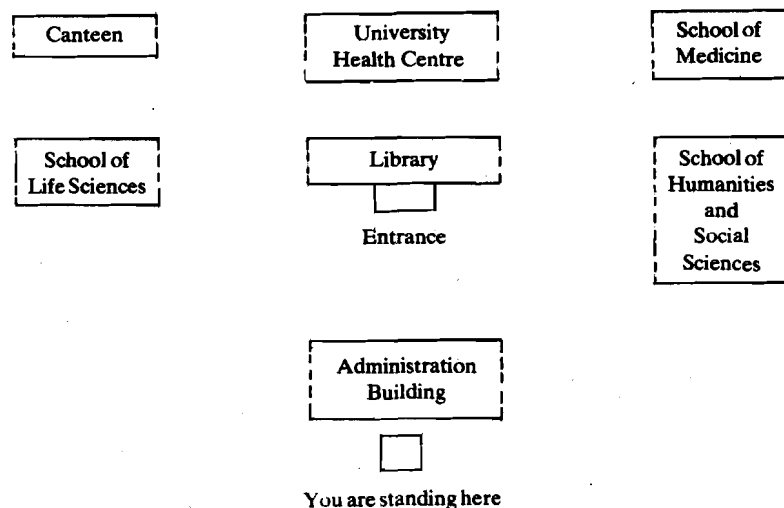 Canteen
University
Health Centre
School of
Medicine
School of
Life Sciences
Library
Entrance
School of
Humanities
and
Social
Sciences
Administration
Building
You are standing here